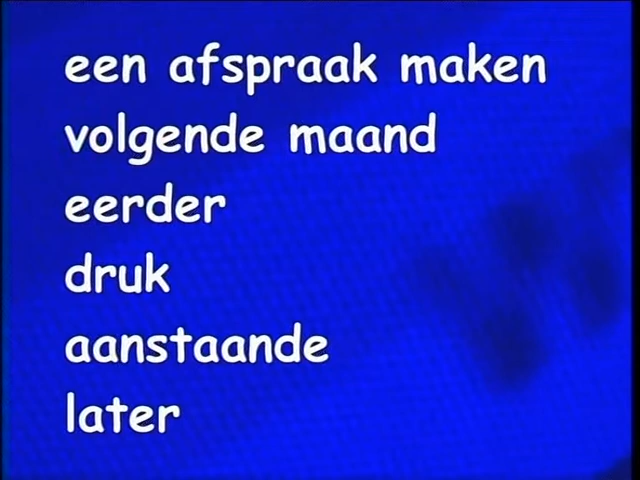 een afspraak maken
volgende maand
eerder
druk
aanstaande
later